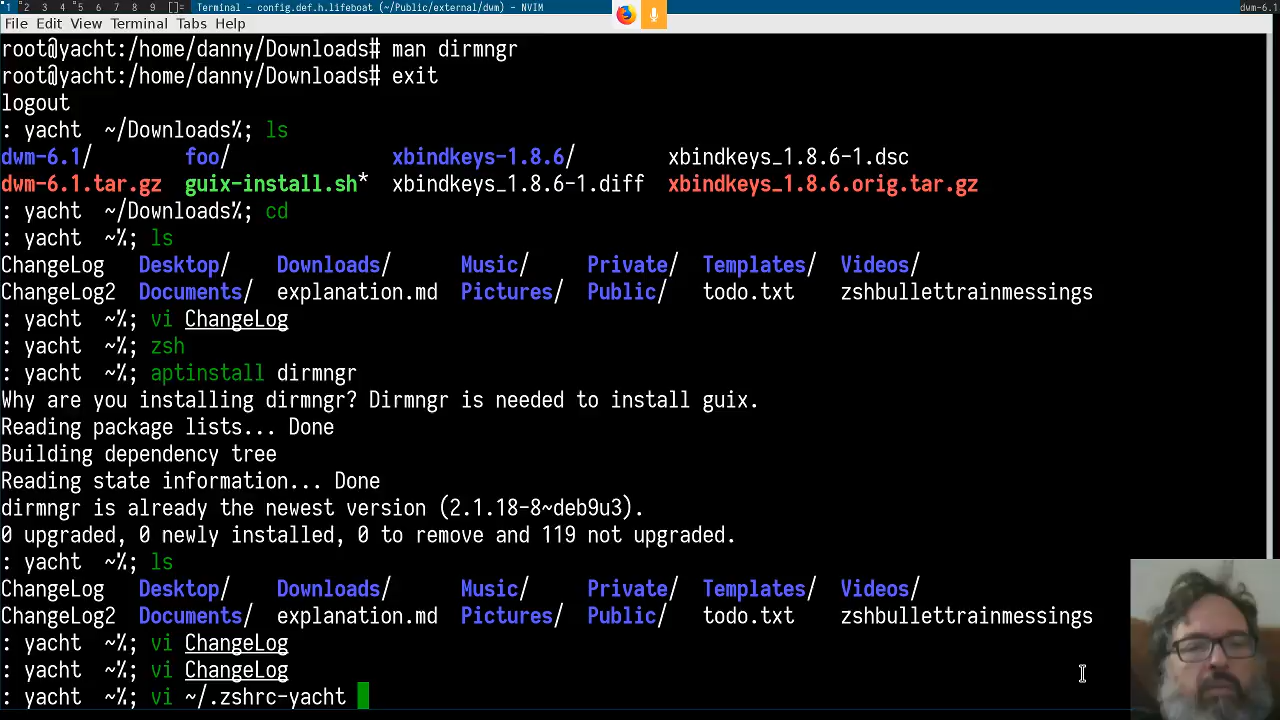 1 2 3 4 5 6 7 8 9 []= Terminal - config.def.h.lifeboat (~/Public/external/dwm) - NVIM dwm-6.1
File Edit View Terminal Tabs Help
root@yacht:/home/danny/Downloads# man dirmngr
root@yacht:/home/danny/Downloads# exit
logout
: yacht ~/Downloads%; ls
dwm-6.1/ foo/ xbindkeys-1.8.6/ xbindkeys_1.8.6-1.dsc
dwm-6.1.tar.gz guix-install.sh* xbindkeys_1.8.6-1.diff xbindkeys_1.8.6.orig.tar.gz
: yacht ~/Downloads%; cd
: yacht ~%; ls
ChangeLog Desktop/ Downloads/ Music/ Private/ Templates/ Videos/
ChangeLog2 Documents/ explanation.md Pictures/ Public/ todo.txt zshbullettrainmessings
: yacht ~%; vi ChangeLog
: yacht ~%; zsh
: yacht ~%; aptinstall dirmngr
Why are you installing dirmngr? Dirmngr is needed to install guix.
Reading package lists... Done
Building dependency tree
Reading state information... Done
dirmngr is already the newest version (2.1.18-8~deb9u3).
0 upgraded, 0 newly installed, 0 to remove and 119 not upgraded.
: yacht ~%; ls
ChangeLog Desktop/ Downloads/ Music/ Private/ Templates/ Videos/
ChangeLog2 Documents/ explanation.md Pictures/ Public/ todo.txt zshbullettrainmessings
: yacht ~%; vi ChangeLog
: yacht ~%; vi ChangeLog
: yacht ~%; vi ~/.zshrc-yacht